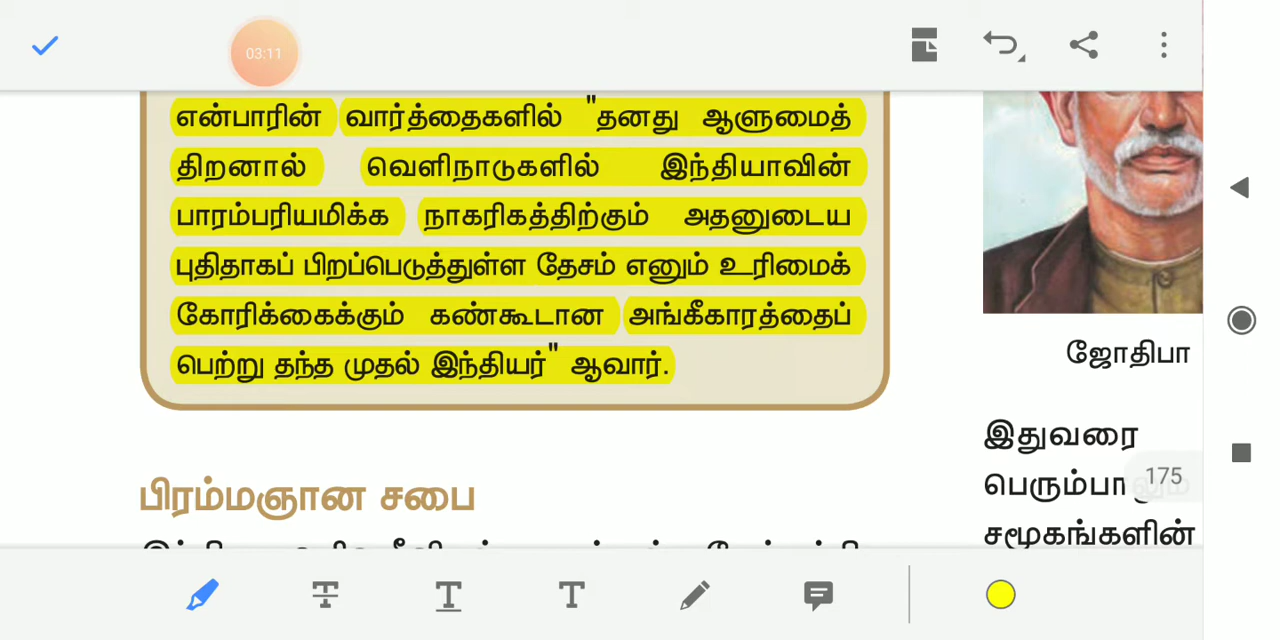 03:11
என்பாரின் வார்த்தைகளில் "தனது ஆளுமைத்
திறனால் வெளிநாடுகளில் இந்தியாவின்
பாரம்பரியமிக்க நாகரிகத்திற்கும் அதனுடைய
புதிதாகப் பிறப்பெடுத்துள்ள தேசம் எனும் உரிமைக்
கோரிக்கைக்கும் கண்கூடான அங்கீகாரத்தைப்
பெற்று தந்த முதல் இந்தியர்" ஆவார்.
பிரம்மஞான சபை
ஜோதிபா
இதுவரை
175
சமூகங்களின்
T
T
T